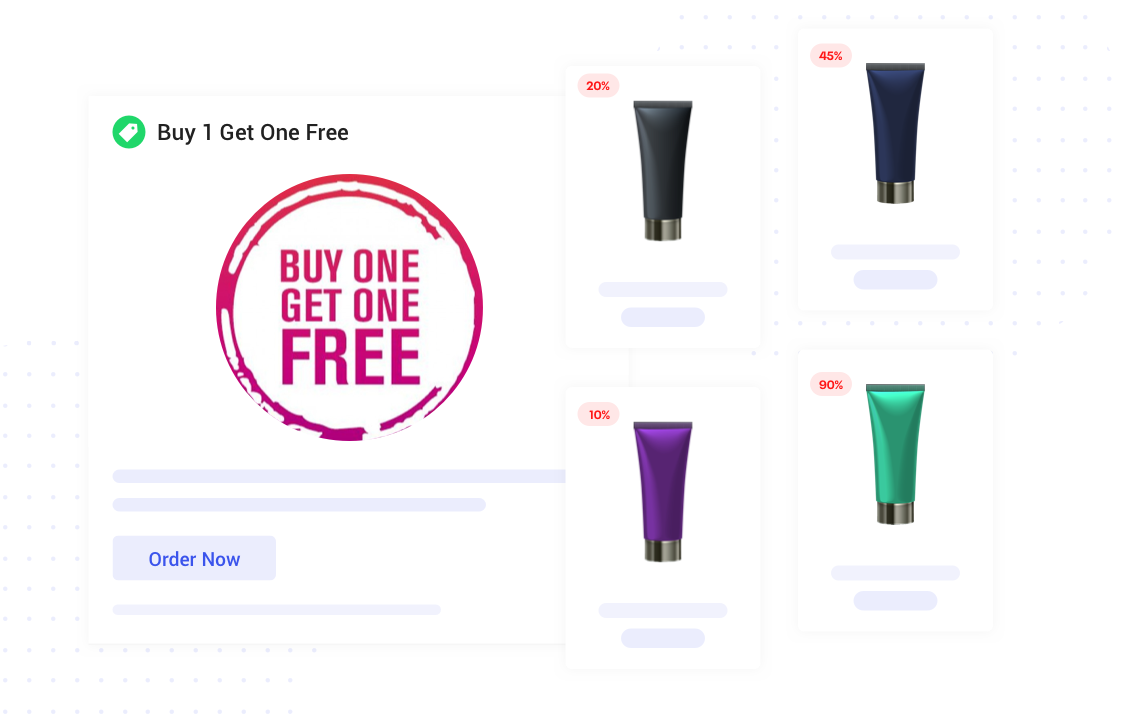 Buy 1 Get One Free
BUY ONE
GET ONE
FREE
Order Now
20%
45%
10%
90%